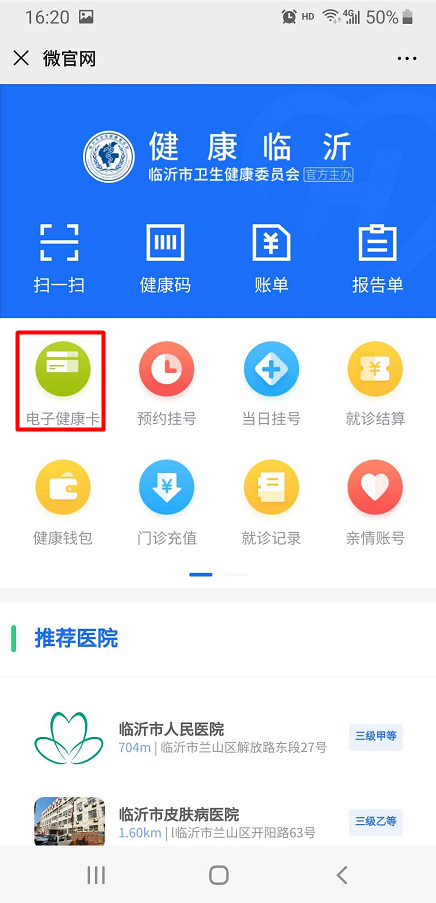 16:20 HD 4G 50%
微官网
健康临沂
临沂市卫生健康委员会 官方主办
扫一扫 健康码 账单 报告单
电子健康卡 预约挂号 当日挂号 就诊结算
健康钱包 门诊充值 就诊记录 亲情账号
推荐医院
临沂市人民医院
704m | 临沂市兰山区解放路东段27号
三级甲等
临沂市皮肤病医院
1.60km | l临沂市兰山区开阳路63号
三级乙等